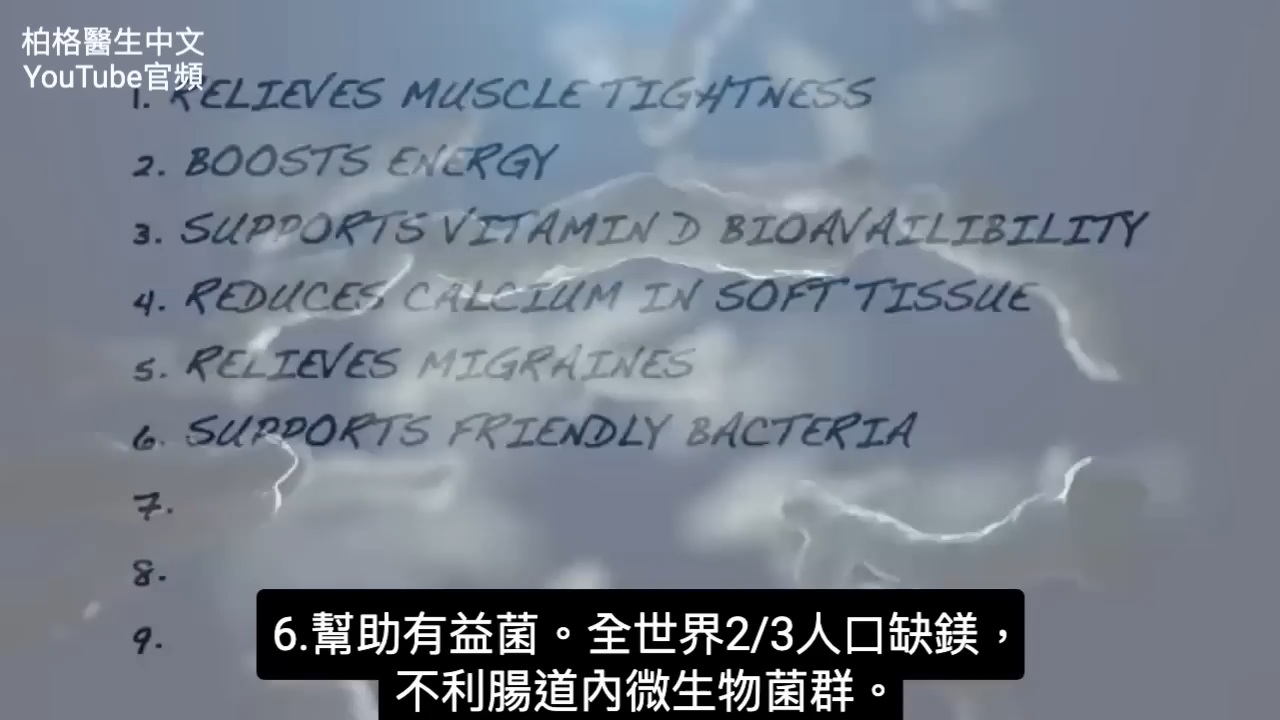 柏格醫生中文
YouTube官頻
1. RELIEVES MUSCLE TIGHTNESS
2. BOOSTS ENERGY
3. SUPPORTS VITAMIN D BIOAVAILIBILITY
4. REDUCES CALCIUM IN SOFT TISSUE
5. RELIEVES MIGRAINES
6. SUPPORTS FRIENDLY BACTERIA
7.
8.
9.
6.幫助有益菌。全世界2/3人口缺鎂，
不利腸道內微生物菌群。